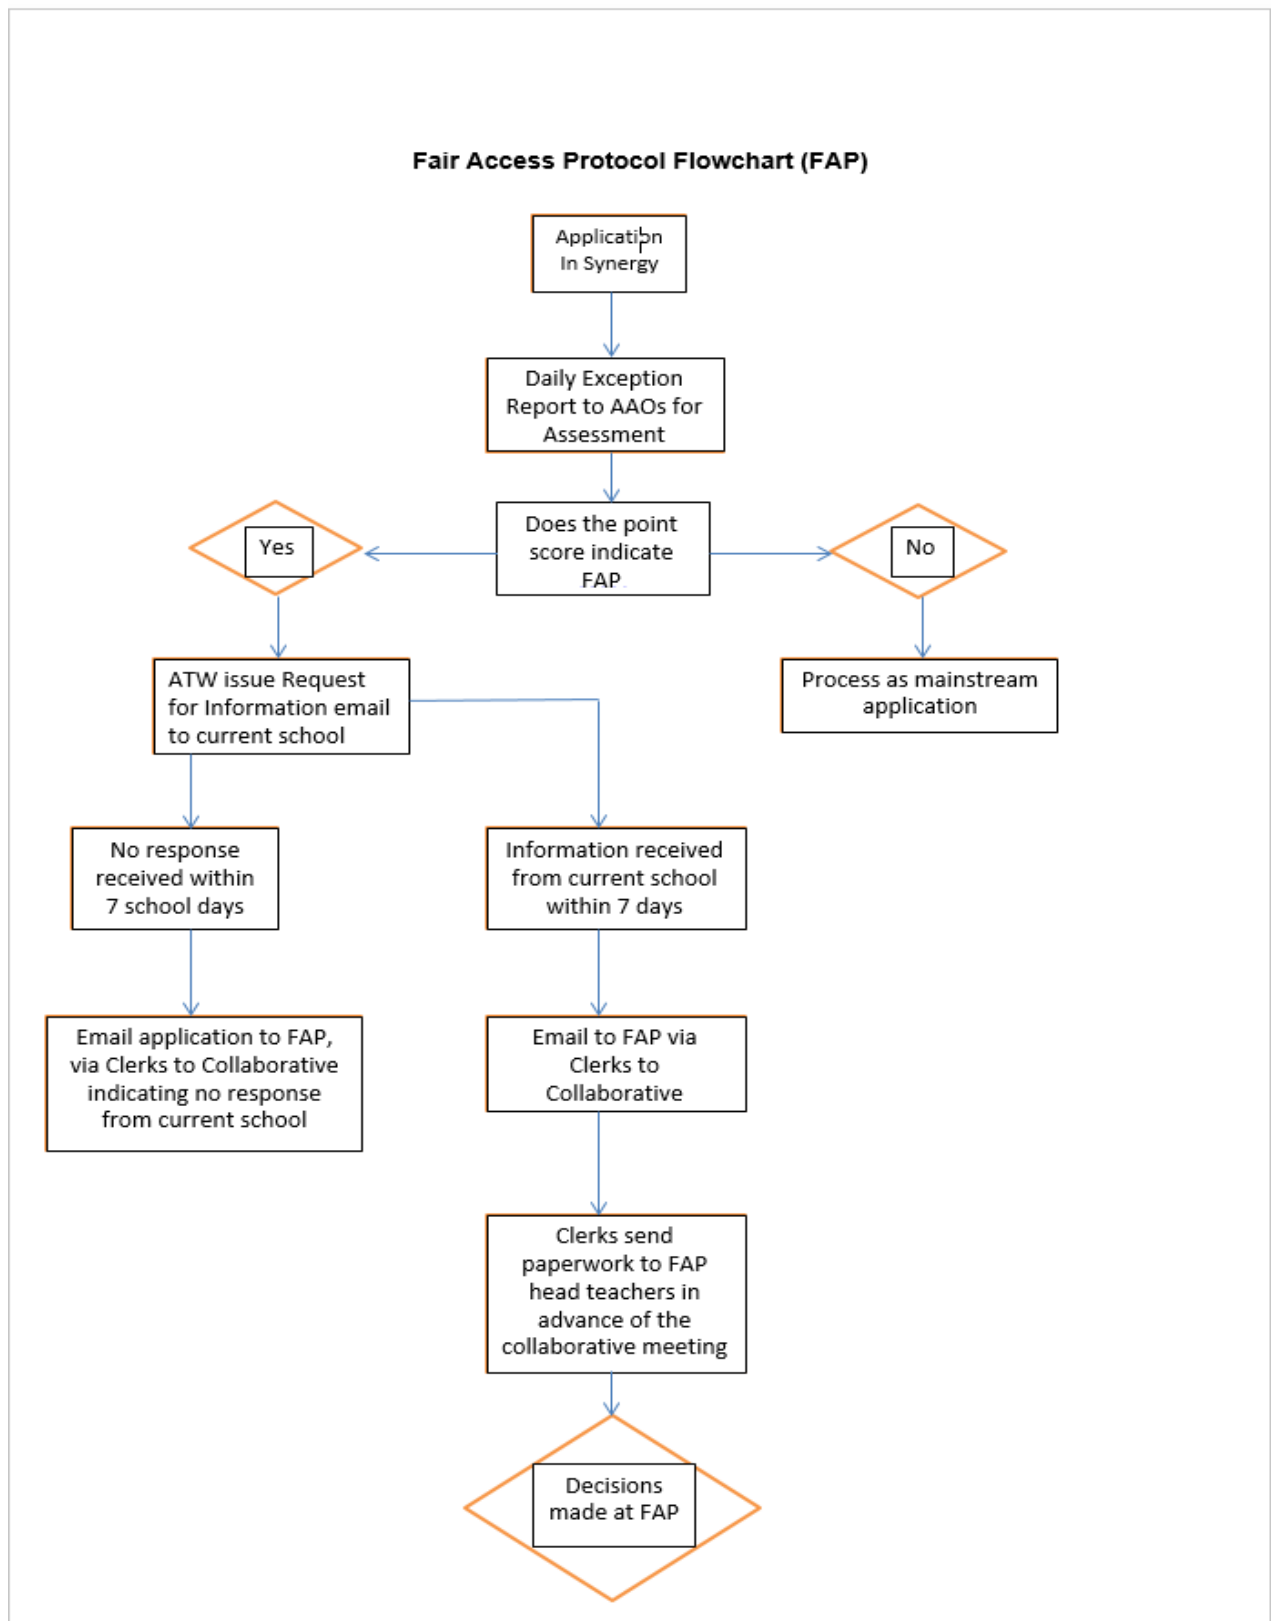 Fair Access Protocol Flowchart (FAP)
Application
In Synergy
Daily Exception
Report to AAOs for
Assessment
Does the point
score indicate
FAP
Yes
No
ATW issue Request
for Information email
to current school
Process as mainstream
application
No response
received within
7 school days
Information received
from current school
within 7 days
Email application to FAP,
via Clerks to Collaborative
indicating no response
from current school
Email to FAP via
Clerks to
Collaborative
Clerks send
paperwork to FAP
head teachers in
advance of the
collaborative meeting
Decisions
made at FAP